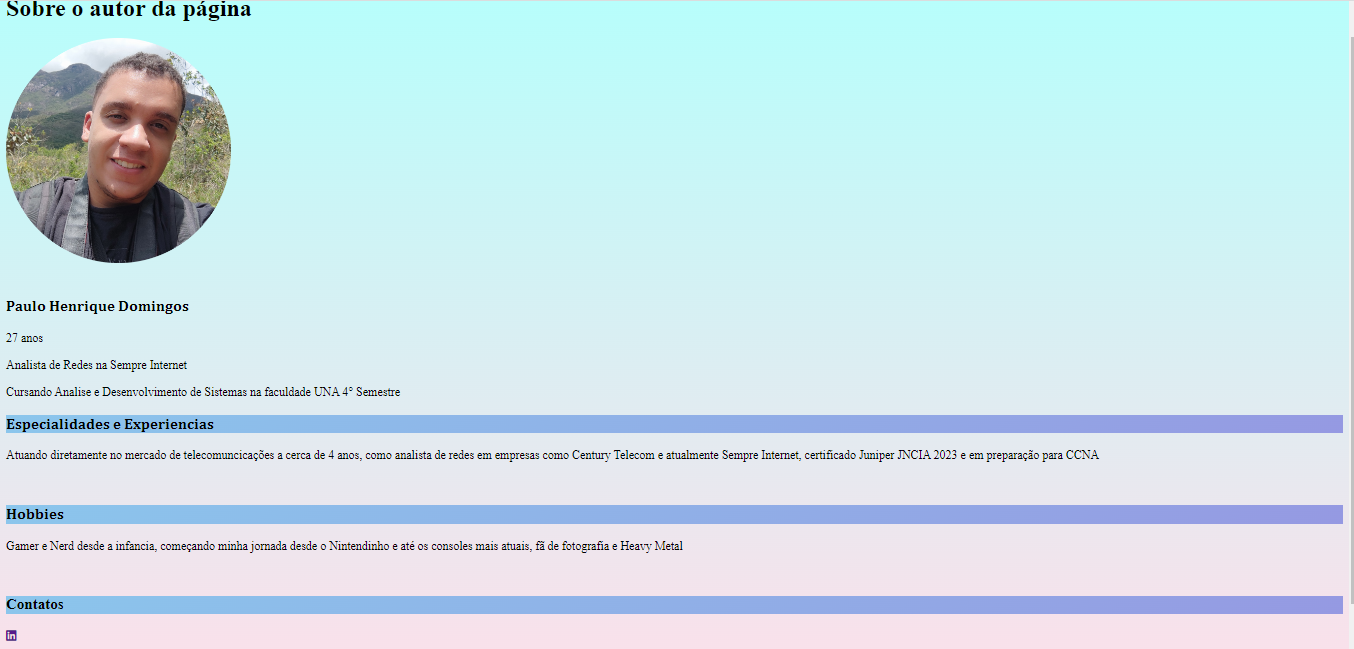 Sobre o autor da página
Paulo Henrique Domingos
27 anos
Analista de Redes na Sempre Internet
Cursando Analise e Desenvolvimento de Sistemas na faculdade UNA 4° Semestre
Especialidades e Experiencias
Atuando diretamente no mercado de telecomuncicações a cerca de 4 anos, como analista de redes em empresas como Century Telecom e atualmente Sempre Internet, certificado Juniper JNCIA 2023 e em preparação para CCNA
Hobbies
Gamer e Nerd desde a infancia, começando minha jornada desde o Nintendinho e até os consoles mais atuais, fã de fotografia e Heavy Metal
Contatos
in